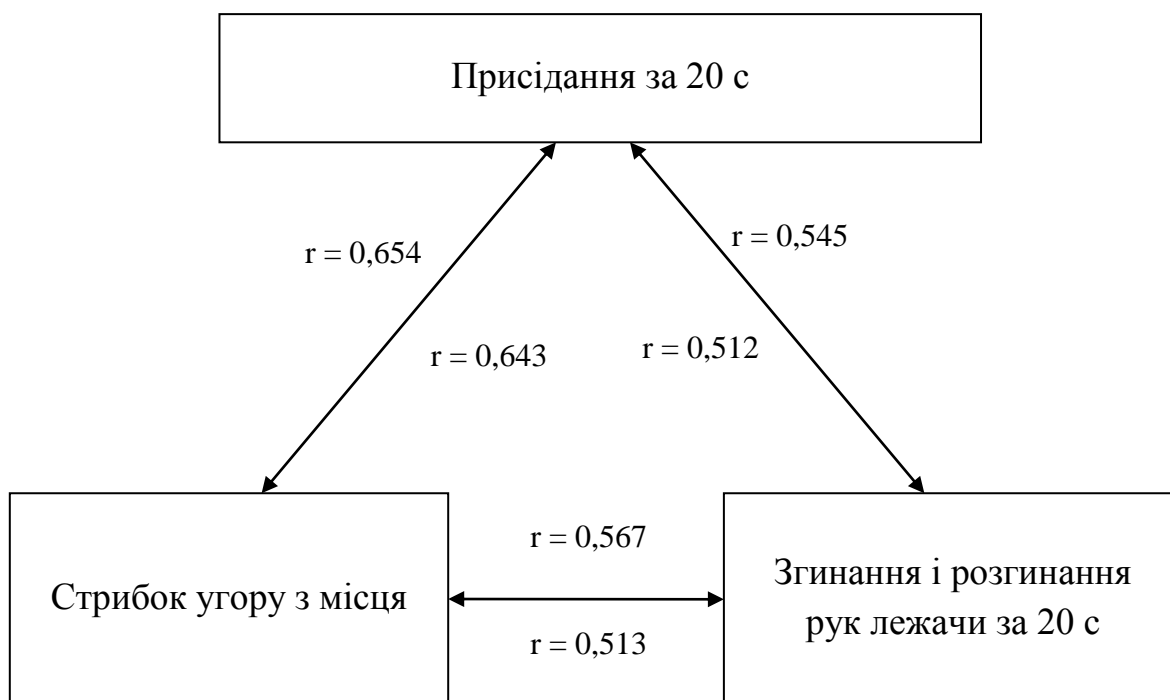 Присідання за 20 с
r = 0,654
r = 0,545
r = 0,643
r = 0,512
Стрибок угору з місця
r = 0,567
r = 0,513
Згинання і розгинання
рук лежачи за 20 с